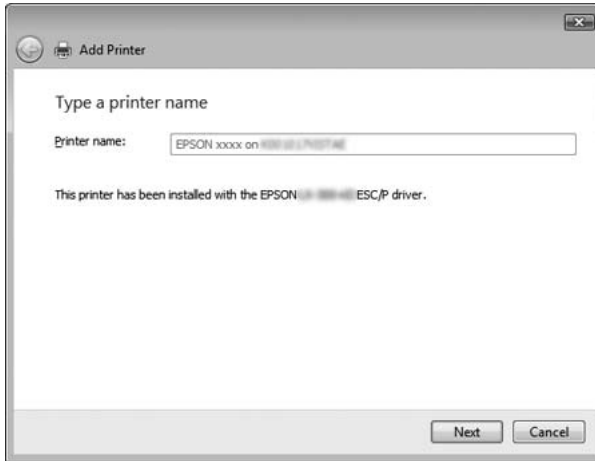 Add Printer
Type a printer name
Printer name:
EPSON xxxx on
This printer has been installed with the EPSON ESC/P driver.
Next
Cancel